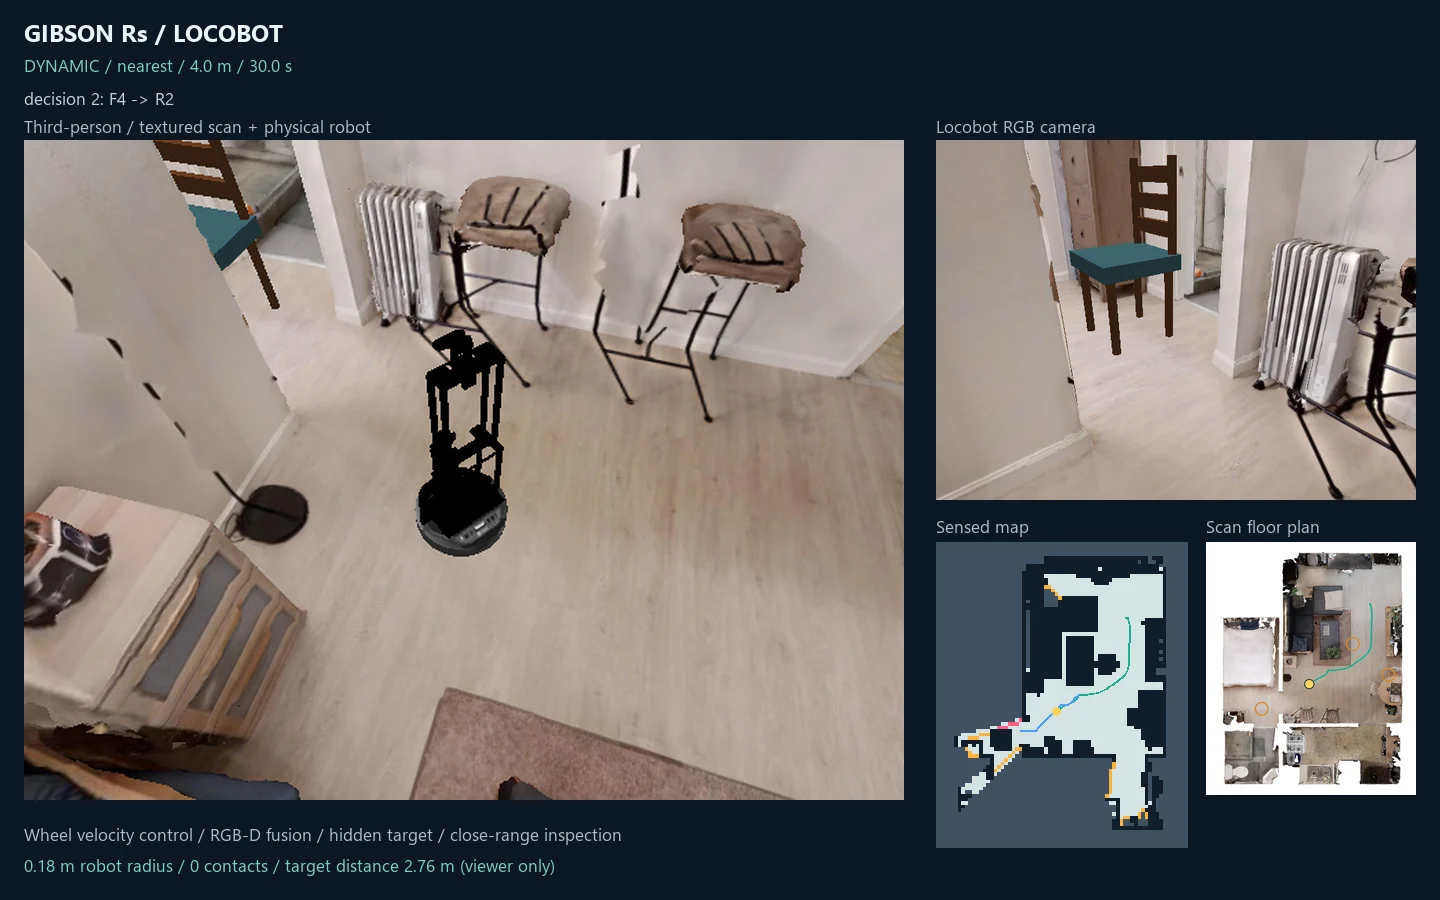 GIBSON Rs / LOCOBOT
DYNAMIC / nearest / 4.0 m / 30.0 s
decision 2: F4 -> R2
Third-person / textured scan + physical robot
Locobot RGB camera
Sensed map
Scan floor plan
Wheel velocity control / RGB-D fusion / hidden target / close-range inspection
0.18 m robot radius / 0 contacts / target distance 2.76 m (viewer only)